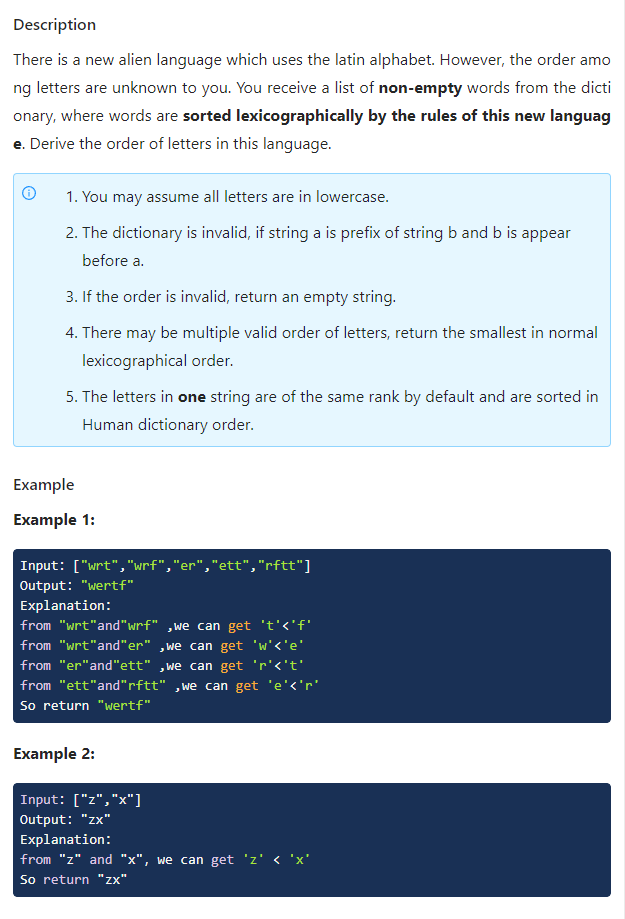 Description
There is a new alien language which uses the latin alphabet. However, the order amo
ng letters are unknown to you. You receive a list of non-empty words from the dicti
onary, where words are sorted lexicographically by the rules of this new languag
e. Derive the order of letters in this language.
1. You may assume all letters are in lowercase.
2. The dictionary is invalid, if string a is prefix of string b and b is appear
before a.
3. If the order is invalid, return an empty string.
4. There may be multiple valid order of letters, return the smallest in normal
lexicographical order.
5. The letters in one string are of the same rank by default and are sorted in
Human dictionary order.
Example
Example 1:
Input: ["wrt","wrf","er","ett","rftt"]
Output: "wertf"
Explanation:
from "wrt"and"wrf" ,we can get 't'<'f'
from "wrt"and"er" ,we can get 'w'<'e'
from "er"and"ett" ,we can get 'r'<'t'
from "ett"and"rftt" ,we can get 'e'<'r'
So return "wertf"
Example 2:
Input: ["z","x"]
Output: "zx"
Explanation:
from "z" and "x", we can get 'z' < 'x'
So return "zx"